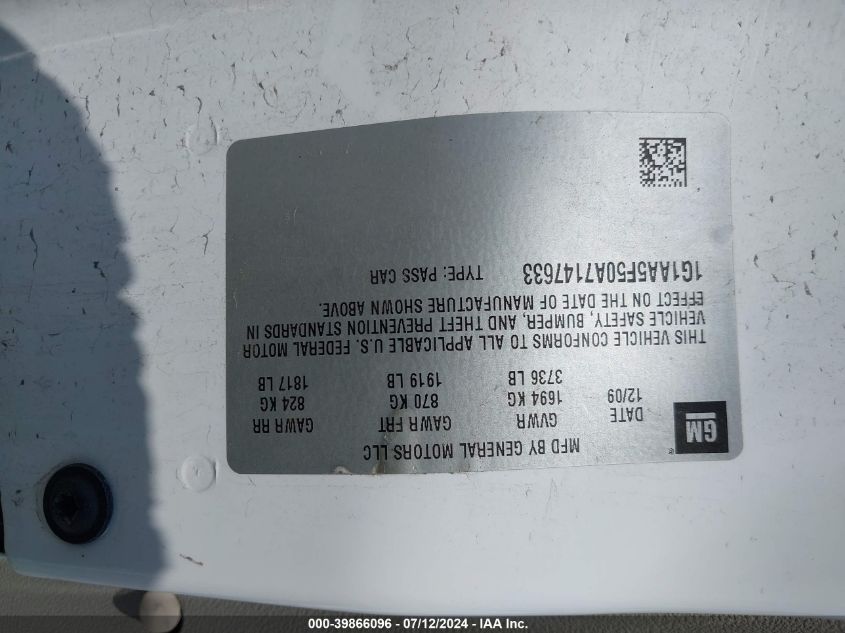 MFD BY GENERAL MOTORS LLC
GM ®
DATE GVWR GAWR FRT GAWR RR
12/09 1694 KG 870 KG 824 KG
3736 LB 1919 LB 1817 LB
THIS VEHICLE CONFORMS TO ALL APPLICABLE U.S. FEDERAL MOTOR
VEHICLE SAFETY, BUMPER, AND THEFT PREVENTION STANDARDS IN
EFFECT ON THE DATE OF MANUFACTURE SHOWN ABOVE.
1G1AA5F50A7147633 TYPE: PASS CAR
000-39866096 - 07/12/2024 - IAA Inc.